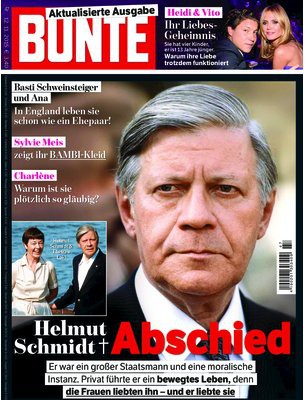 Aktualisierte Ausgabe
BUNTE
12.11.2015
Heidi & Vito
Ihr Liebes-
Geheimnis
Sie hat vier Kinder,
er ist 13 Jahre jünger.
Warum ihre Liebe
trotzdem funktioniert
Basti Schweinsteiger
und Ana
In England leben sie
schon wie ein Ehepaar!
Sylvie Meis
zeigt ihr BAMBI-Kleid
Charlène
Warum ist sie
plötzlich so gläubig?
Helmut
Schmidt †
Abschied
Er war ein großer Staatsmann und eine moralische
Instanz. Privat führte er ein bewegtes Leben, denn
die Frauen liebten ihn – und er liebte sie